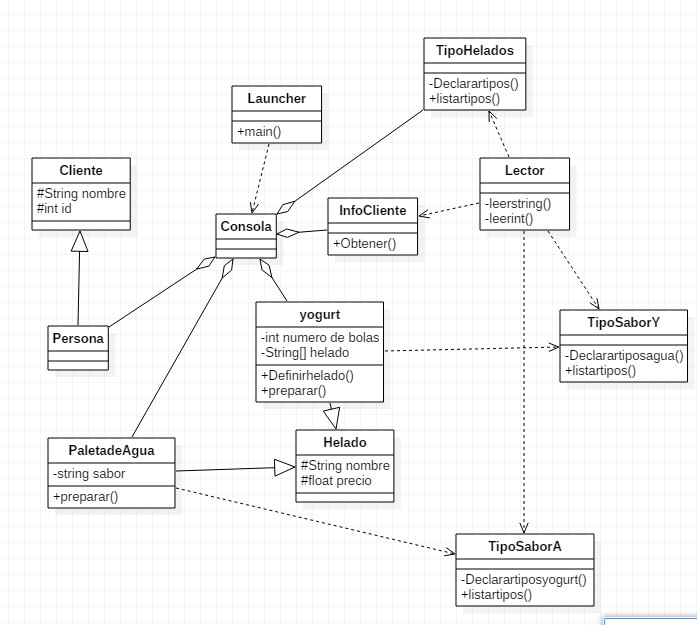 TipoHelados
-Declarartipos()
+listartipos()
Launcher
+main()
Cliente
#String nombre
#int id
Lector
-leerstring()
-leerint()
InfoCliente
+Obtener()
Consola
yogurt
-int numero de bolas
-String[] helado
+Definirhelado()
+preparar()
TipoSaborY
-Declarartiposagua()
+listartipos()
Persona
PaletadeAgua
-string sabor
+preparar()
Helado
#String nombre
#float precio
TipoSaborA
-Declarartiposyogurt()
+listartipos()